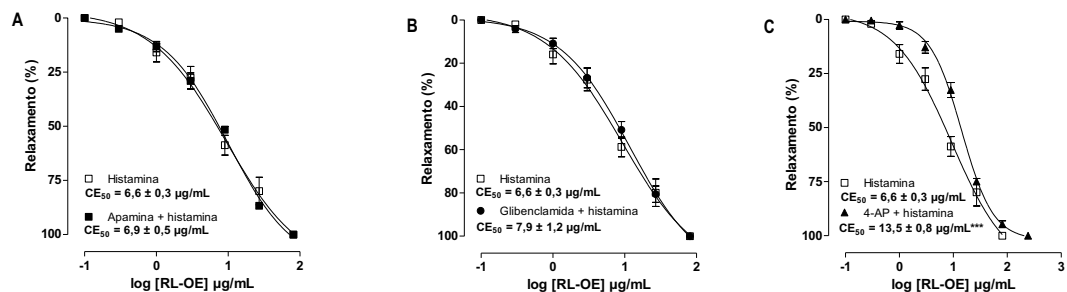 A
0
25
50
75
100
Relaxamento (%)
Histamina
CE50 = 6,6 ± 0,3 µg/mL
Apamina + histamina
CE50 = 6,9 ± 0,5 µg/mL
-1 0 1 2
log [RL-OE] µg/mL
B
0
20
40
60
80
100
Relaxamento (%)
Histamina
CE50 = 6,6 ± 0,3 µg/mL
Glibenclamida + histamina
CE50 = 7,9 ± 1,2 µg/mL
-1 0 1 2
log [RL-OE] µg/mL
C
0
25
50
75
100
Relaxamento (%)
Histamina
CE50 = 6,6 ± 0,3 µg/mL
4-AP + histamina
CE50 = 13,5 ± 0,8 µg/mL***
-1 0 1 2 3
log [RL-OE] µg/mL